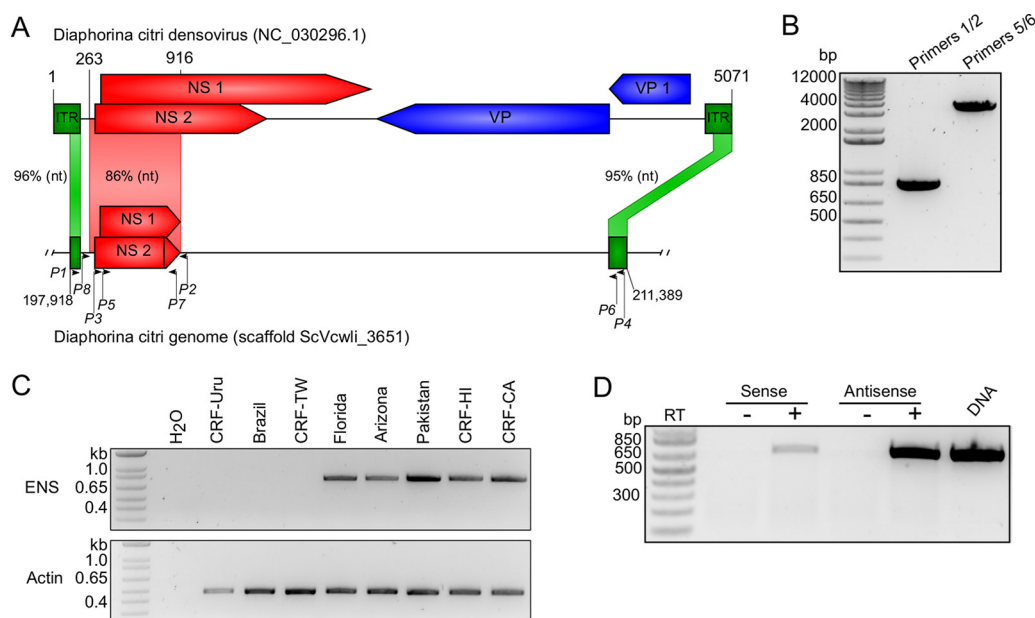 A
Diaphorina citri densovirus (NC_030296.1)
1
263
916
5071
NS 1
NS 2
VP
VP 1
ITR
ITR
96% (nt)
86% (nt)
95% (nt)
NS 1
NS 2
P1
P8
P3
P5
P7
P2
P6
P4
197,918
211,389
Diaphorina citri genome (scaffold ScVcwli_3651)
B
bp
Primers 1/2
Primers 5/6
12000
4000
2000
850
650
500
C
H2O
CRF-Uru
Brazil
CRF-TW
Florida
Arizona
Pakistan
CRF-HI
CRF-CA
kb
1.0
ENS
0.65
0.4
kb
1.0
Actin
0.65
0.4
D
Sense
Antisense
DNA
bp
RT
-
+
-
+
850
650
500
300